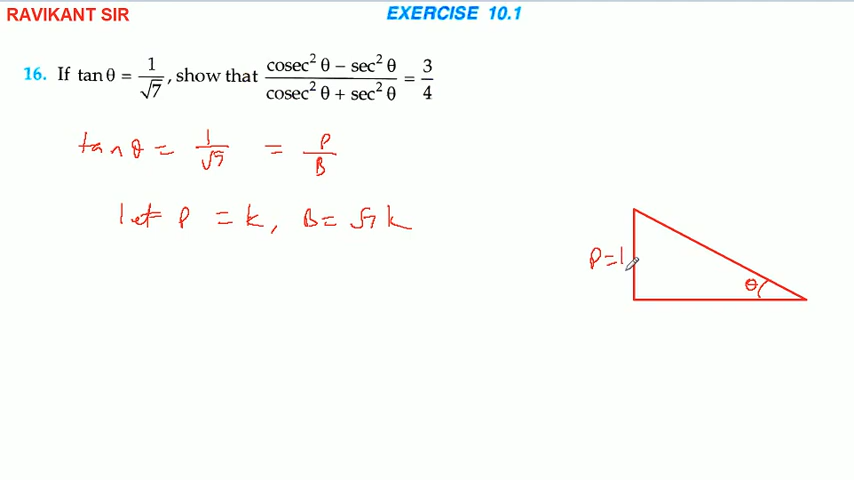 RAVIKANT SIR
EXERCISE 10.1
16. If tan θ = 1/√7, show that (cosec² θ – sec² θ)/(cosec² θ + sec² θ) = 3/4
tan θ = 1/√7 = P/B
let P = k, B = √7 k
P=1
θ